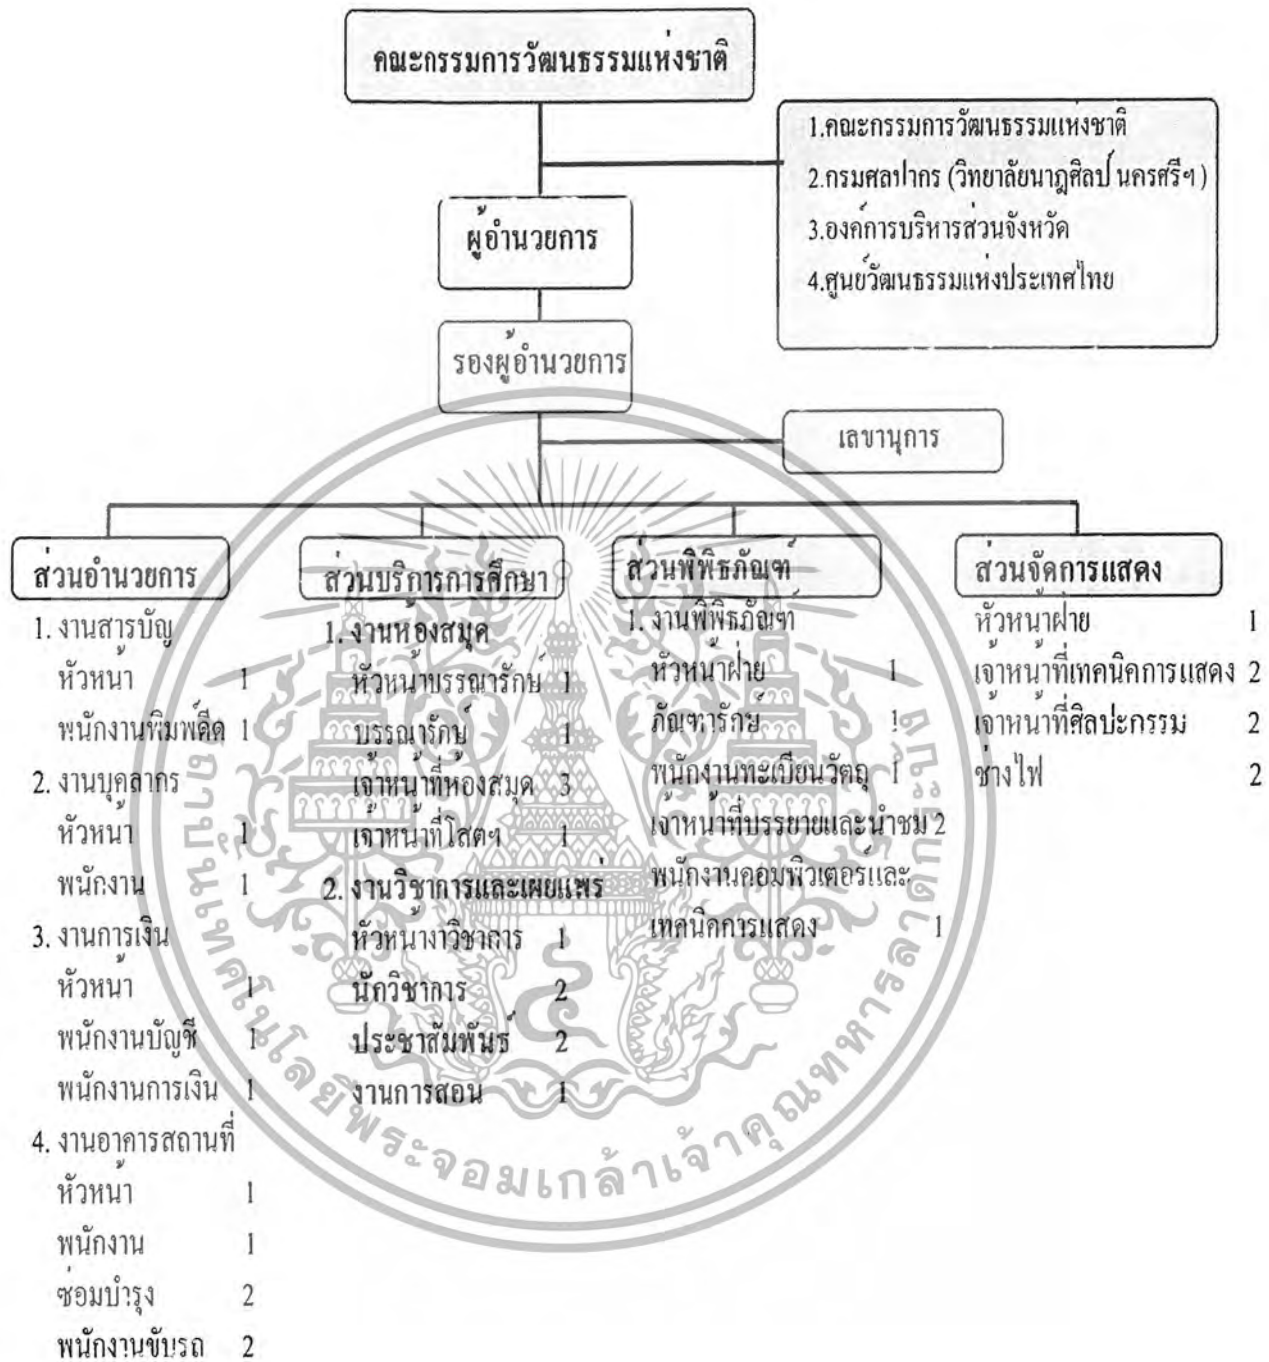 คณะกรรมการวัฒนธรรมแห่งชาติ
1.คณะกรรมการวัฒนธรรมแห่งชาติ
2.กรมศลปากร (วิทยาลัยนาฎศิลป์ นครศรีฯ )
3.องค์การบริหารส่วนจังหวัด
4.ศูนย์วัฒนธรรมแห่งประเทศไทย
ผู้อำนวยการ
รองผู้อำนวยการ
เลขานุการ
ส่วนอำนวยการ
1. งานสารบัญ
หัวหน้า 1
พนักงานพิมพ์ดีด 1
2. งานบุคลากร
หัวหน้า 1
พนักงาน 1
3. งานการเงิน
หัวหน้า 1
พนักงานบัญชี 1
พนักงานการเงิน 1
4. งานอาคารสถานที่
หัวหน้า 1
พนักงาน 1
ซ่อมบำรุง 2
พนักงานขับรถ 2
ส่วนบริการการศึกษา
1. งานห้องสมุด
หัวหน้าบรรณารักษ์ 1
บรรณารักษ์ 1
เจ้าหน้าที่ห้องสมุด 3
เจ้าหน้าที่โสตฯ 1
2. งานวิชาการและเผยแพร่
หัวหน้างาวิชาการ 1
นักวิชาการ 2
ประชาสัมพันธ์ 2
งานการสอน 1
ส่วนพิพิธภัณฑ์
1. งานพิพิธภัณฑ์
หัวหน้าฝ่าย 1
ภัณฑารักษ์ 1
พนักงานทะเบียนวัตถุ 1
เจ้าหน้าที่บรรยายและนำชม 2
พนักงานคอมพิวเตอร์และ
เทคนิคการแสดง 1
ส่วนจัดการแสดง
หัวหน้าฝ่าย 1
เจ้าหน้าที่เทคนิคการแสดง 2
เจ้าหน้าที่ศิลปะกรรม 2
ช่างไฟ 2
สถาบันเทคโนโลยีพระจอมเกล้าเจ้าคุณทหารลาดกระบัง